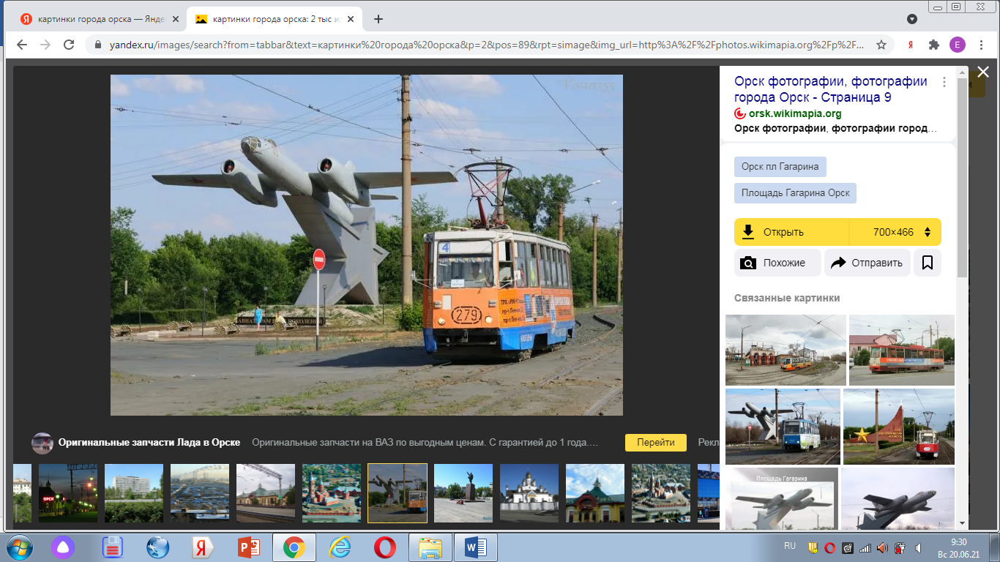 картинки города орска — Янде
картинки города орска: 2 тыс и
yandex.ru/images/search?from=tabbar&text=картинки%20города%20орска&p=2&pos=89&rpt=simage&img_url=http%3A%2F%2Fphotos.wikimapia.org%2Fp%2F...
E
Орск фотографии, фотографии
города Орск - Страница 9
orsk.wikimapia.org
Орск фотографии, фотографии город...
Орск пл Гагарина
Площадь Гагарина Орск
Открыть
700×466
Похожие
Отправить
Связанные картинки
4
279
Площадь Гагарина
Оригинальные запчасти Лада в Орске
Оригинальные запчасти на ВАЗ по выгодным ценам. С гарантией до 1 года....
Перейти
Рекл
ОРСК
RU
9:30
Вс 20.06.21